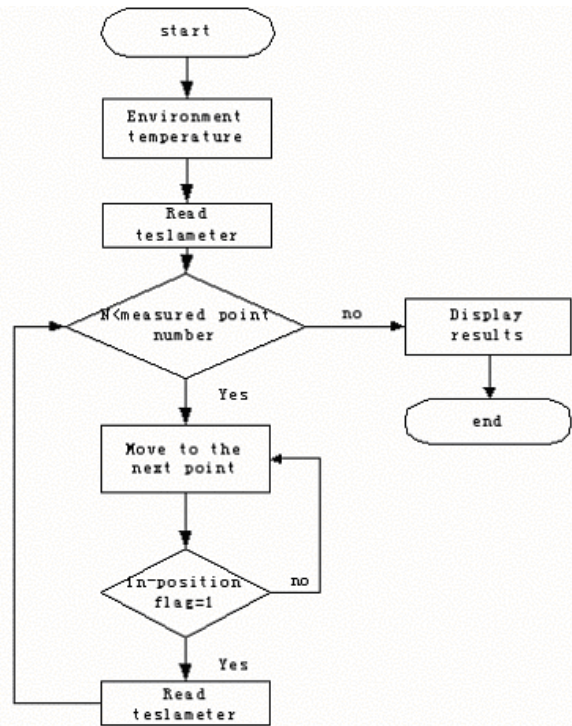 start
Environment
temperature
Read
teslameter
N<measured point
number
no
Display
results
Yes
end
Move to the
next point
In-position
flag=1
no
Yes
Read
teslameter